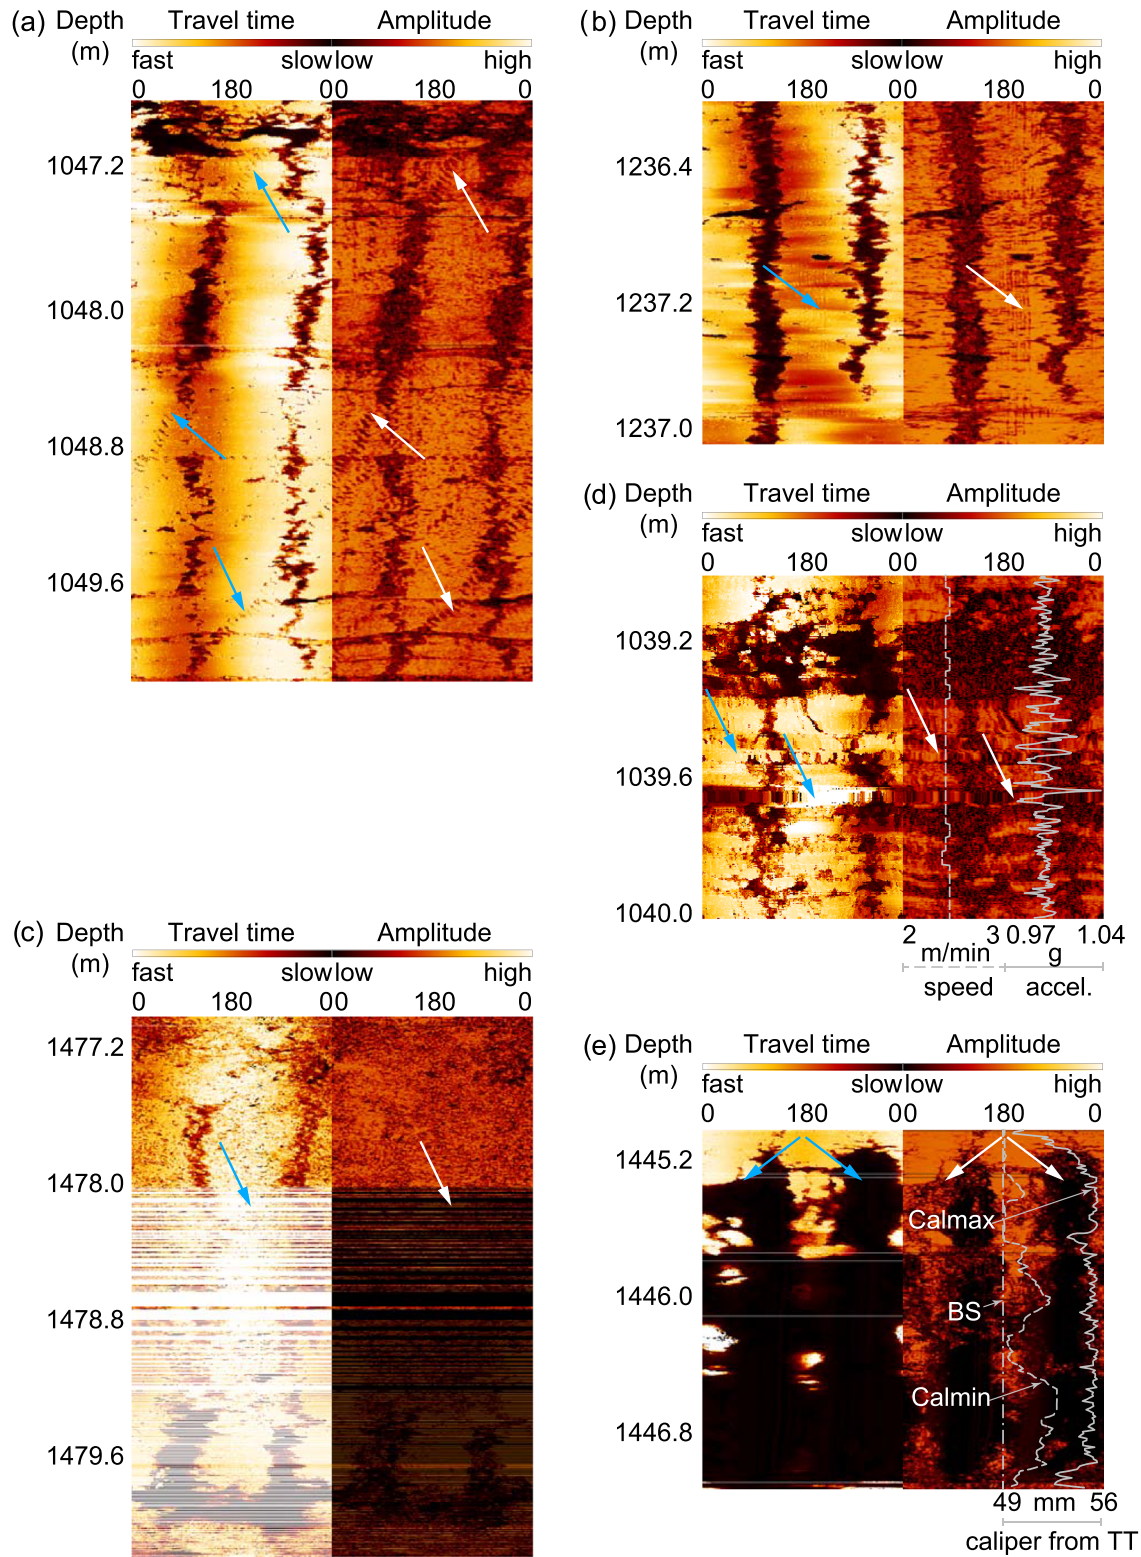 (a) Depth Travel time Amplitude
(m)
fast slow low high
0 180 0 0 180 0
1047.2
1048.0
1048.8
1049.6
(b) Depth Travel time Amplitude
(m)
fast slow low high
0 180 0 0 180 0
1236.4
1237.2
1237.0
(d) Depth Travel time Amplitude
(m)
fast slow low high
0 180 0 0 180 0
1039.2
1039.6
1040.0
2 3 0.97 1.04
m/min g
speed accel.
(c) Depth Travel time Amplitude
(m)
fast slow low high
0 180 0 0 180 0
1477.2
1478.0
1478.8
1479.6
(e) Depth Travel time Amplitude
(m)
fast slow low high
0 180 0 0 180 0
1445.2
Calmax
1446.0
BS
Calmin
1446.8
49 mm 56
caliper from TT